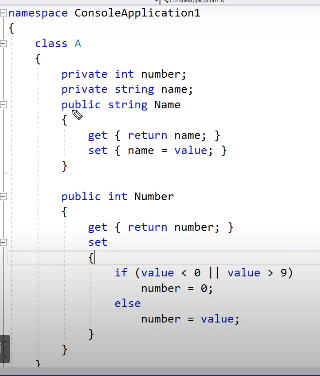 namespace ConsoleApplication1
{
class A
{
private int number;
private string name;
public string Name
{
get { return name; }
set { name = value; }
}
public int Number
{
get { return number; }
set
{
if (value < 0 || value > 9)
number = 0;
else
number = value;
}
}
}